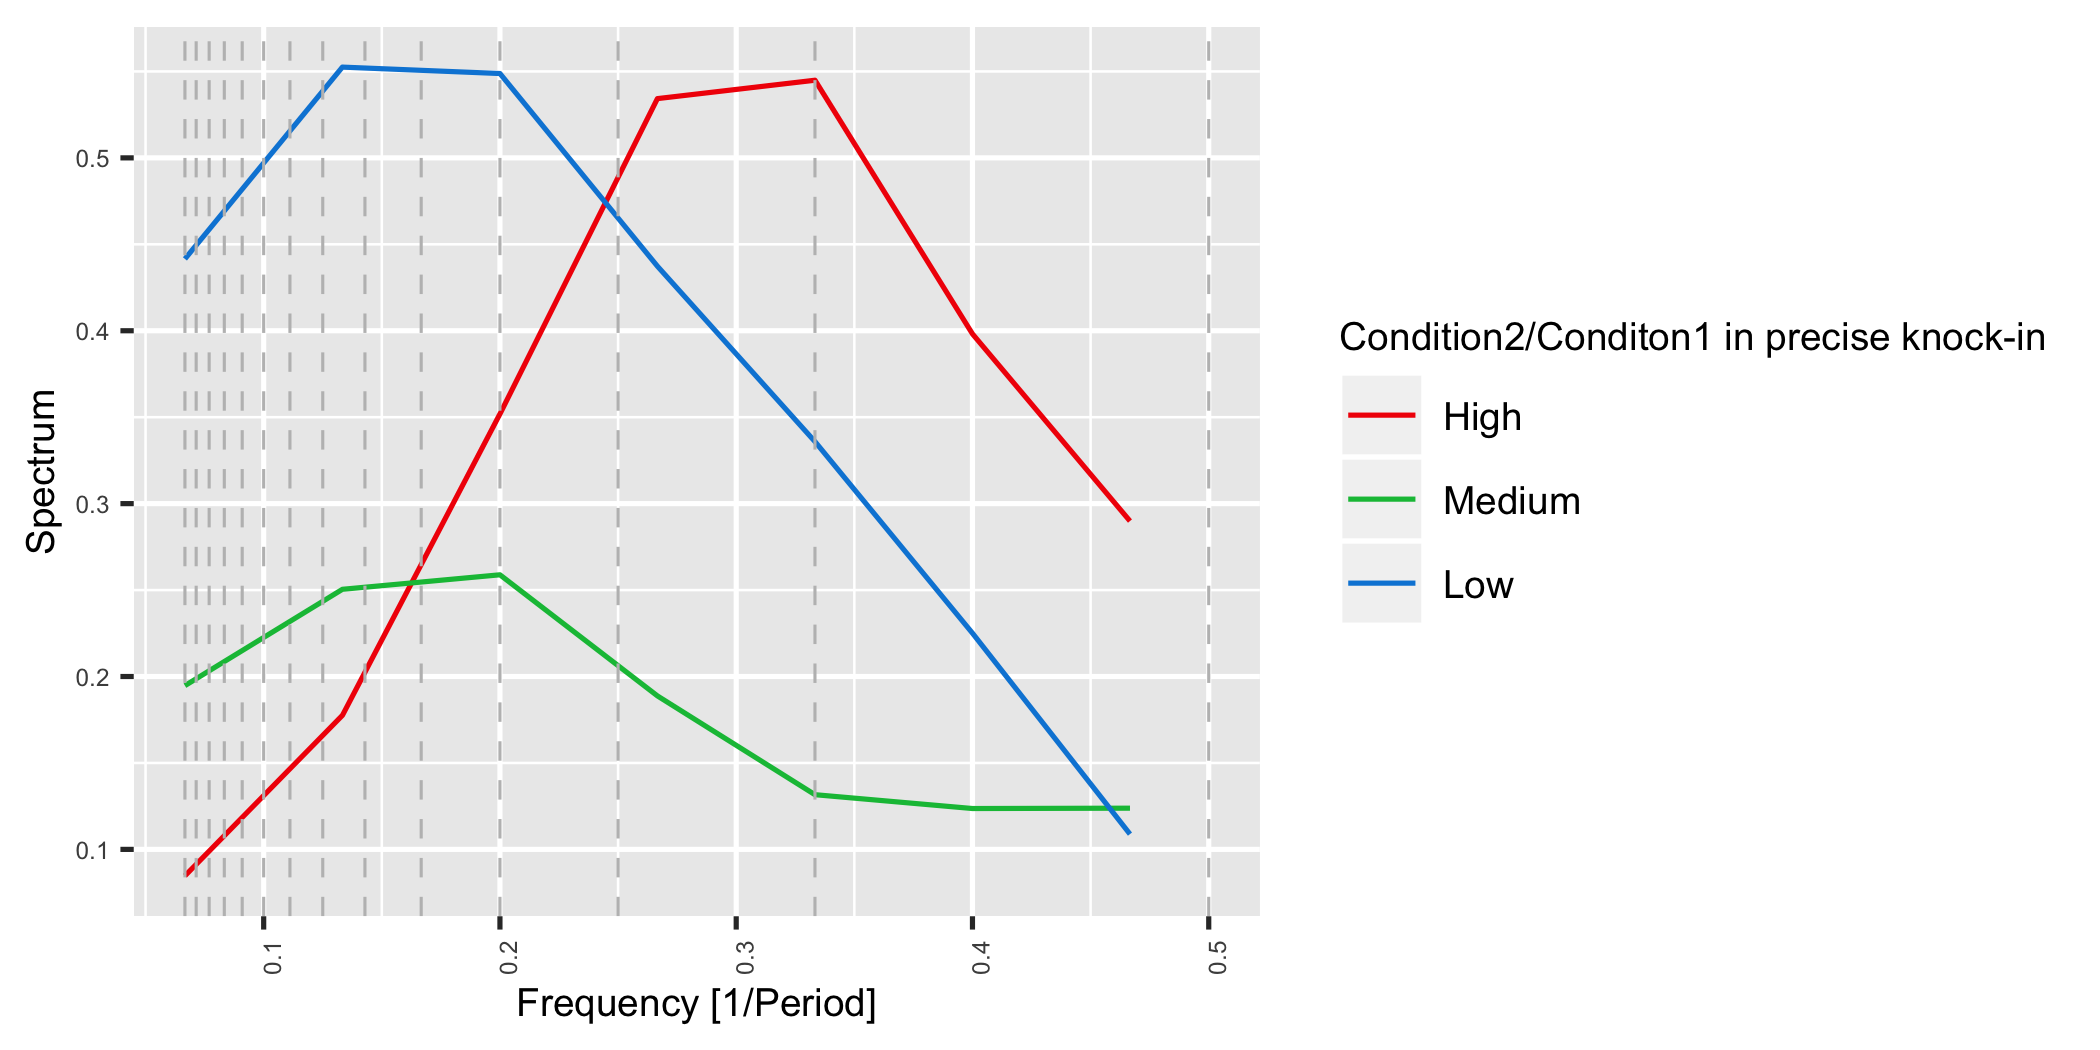 0.5
0.4
0.3
0.2
0.1
Spectrum
0.1
0.2
0.3
0.4
0.5
Frequency [1/Period]
Condition2/Conditon1 in precise knock-in
High
Medium
Low